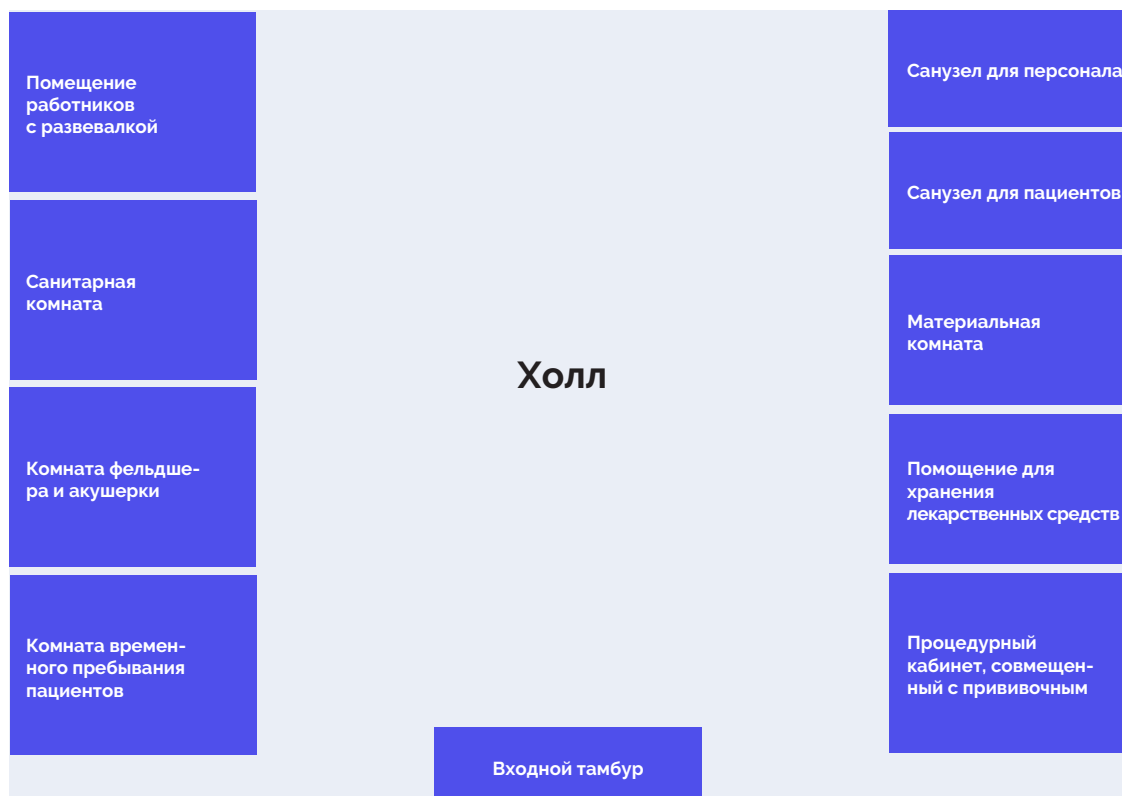 Помещение
работников
с развевалкой
Санитарная
комната
Комната фельдше-
ра и акушерки
Комната времен-
ного пребывания
пациентов
Холл
Входной тамбур
Санузел для персонала
Санузел для пациентов
Материальная
комната
Помощение для
хранения
лекарственных средств
Процедурный
кабинет, совмещен-
ный с прививочным